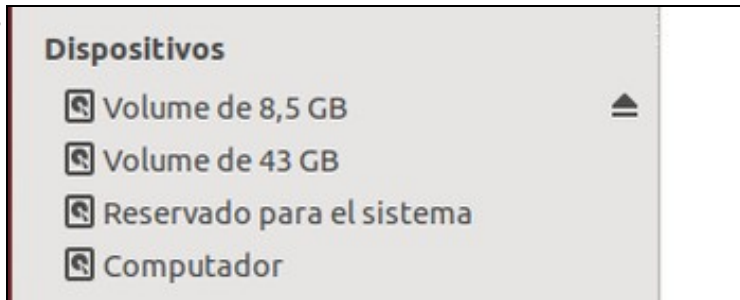 Dispositivos
Volume de 8,5 GB
Volume de 43 GB
Reservado para el sistema
Computador